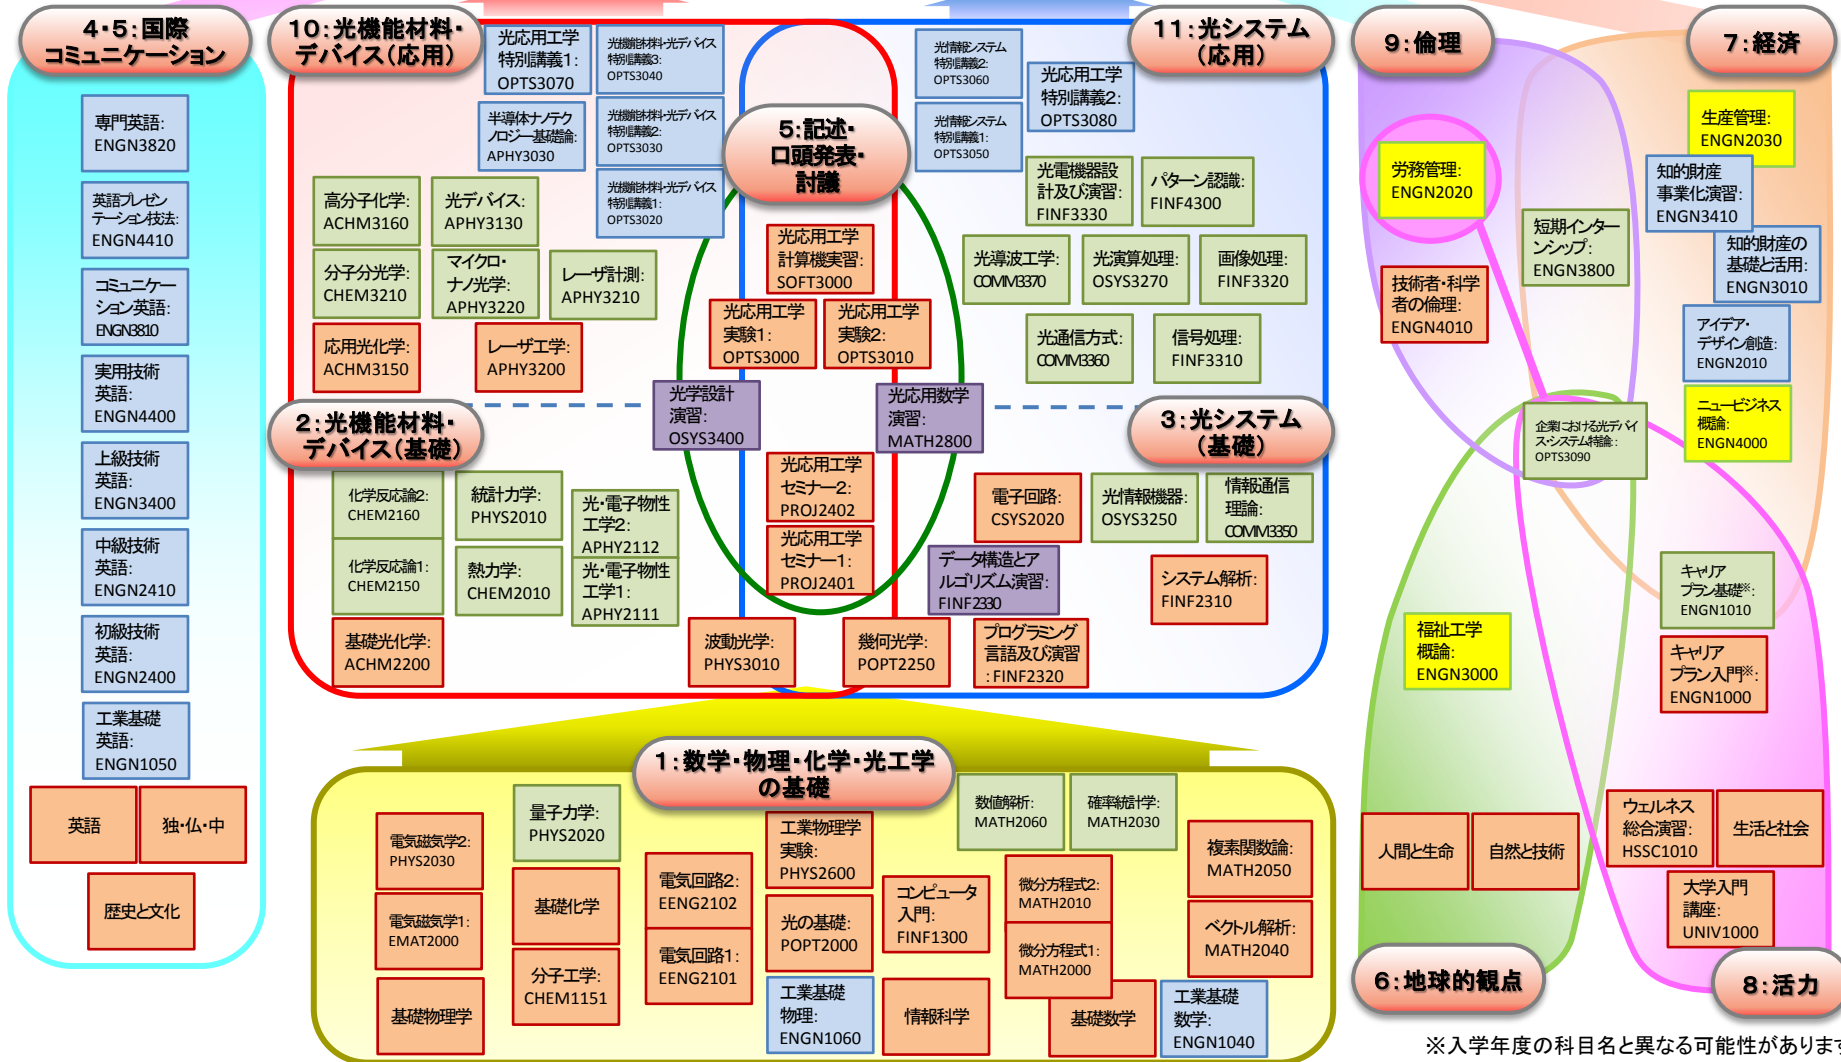 4・5:国際
コミュニケーション
専門英語:
ENGN3820
英語プレゼン
テーション技法:
ENGN4410
コミュニケー
ション英語:
ENGN3810
実用技術
英語:
ENGN4400
上級技術
英語:
ENGN3400
中級技術
英語:
ENGN2410
初級技術
英語:
ENGN2400
工業基礎
英語:
ENGN1050
英語
独・仏・中
歴史と文化
10:光機能材料・
デバイス(応用)
光応用工学
特別講義1:
OPTS3070
光機能材料・光デバイス
特別講義3:
OPTS3040
半導体ナノテク
ノロジー基礎論:
APHY3030
光機能材料・光デバイス
特別講義2:
OPTS3030
光機能材料・光デバイス
特別講義1:
OPTS3020
高分子化学:
ACHM3160
光デバイス:
APHY3130
分子分光学:
CHEM3210
マイクロ・
ナノ光学:
APHY3220
レーザ計測:
APHY3210
応用光化学:
ACHM3150
レーザ工学:
APHY3200
5:記述・
口頭発表・
討議
光応用工学
計算機実習:
SOFT3000
光応用工学
実験1:
OPTS3000
光応用工学
実験2:
OPTS3010
光学設計
演習:
OSYS3400
光応用数学
演習:
MATH2800
光応用工学
セミナー2:
PROJ2402
光応用工学
セミナー1:
PROJ2401
11:光システム
(応用)
光情報システム
特別講義2:
OPTS3060
光応用工学
特別講義2:
OPTS3080
光情報システム
特別講義1:
OPTS3050
光電機器設
計及び演習:
FINF3330
パターン認識:
FINF4300
光導波工学:
COMM3370
光演算処理:
OSYS3270
画像処理:
FINF3320
光通信方式:
COMM3360
信号処理:
FINF3310
2:光機能材料・
デバイス(基礎)
化学反応論2:
CHEM2160
統計力学:
PHYS2010
光・電子物性
工学2:
APHY2112
化学反応論1:
CHEM2150
熱力学:
CHEM2010
光・電子物性
工学1:
APHY2111
基礎光化学:
ACHM2200
波動光学:
PHYS3010
幾何光学:
POPT2250
3:光システム
(基礎)
電子回路:
CSYS2020
光情報機器:
OSYS3250
情報通信
理論:
COMM3350
データ構造とア
ルゴリズム演習:
FINF2330
システム解析:
FINF2310
プログラミング
言語及び演習
:FINF2320
1:数学・物理・化学・光工学
の基礎
電気磁気学2:
PHYS2030
電気磁気学1:
EMAT2000
基礎物理学
量子力学:
PHYS2020
基礎化学
分子工学:
CHEM1151
電気回路2:
EENG2102
電気回路1:
EENG2101
工業物理学
実験:
PHYS2600
光の基礎:
POPT2000
工業基礎
物理:
ENGN1060
コンピュータ
入門:
FINF1300
情報科学
数値解析:
MATH2060
確率統計学:
MATH2030
微分方程式2:
MATH2010
微分方程式1:
MATH2000
基礎数学
複素関数論:
MATH2050
ベクトル解析:
MATH2040
工業基礎
数学:
ENGN1040
9:倫理
7:経済
労務管理:
ENGN2020
技術者・科学
者の倫理:
ENGN4010
短期インター
ンシップ:
ENGN3800
生産管理:
ENGN2030
知的財産
事業化演習:
ENGN3410
知的財産の
基礎と活用:
ENGN3010
アイデア・
デザイン創造:
ENGN2010
ニュービジネス
概論:
ENGN4000
企業における光デバイ
ス・システム特論:
OPTS3090
キャリア
プラン基礎※:
ENGN1010
キャリア
プラン入門※:
ENGN1000
福祉工学
概論:
ENGN3000
人間と生命
自然と技術
ウェルネス
総合演習:
HSSC1010
生活と社会
大学入門
講座:
UNIV1000
6:地球的観点
8:活力
※入学年度の科目名と異なる可能性があります